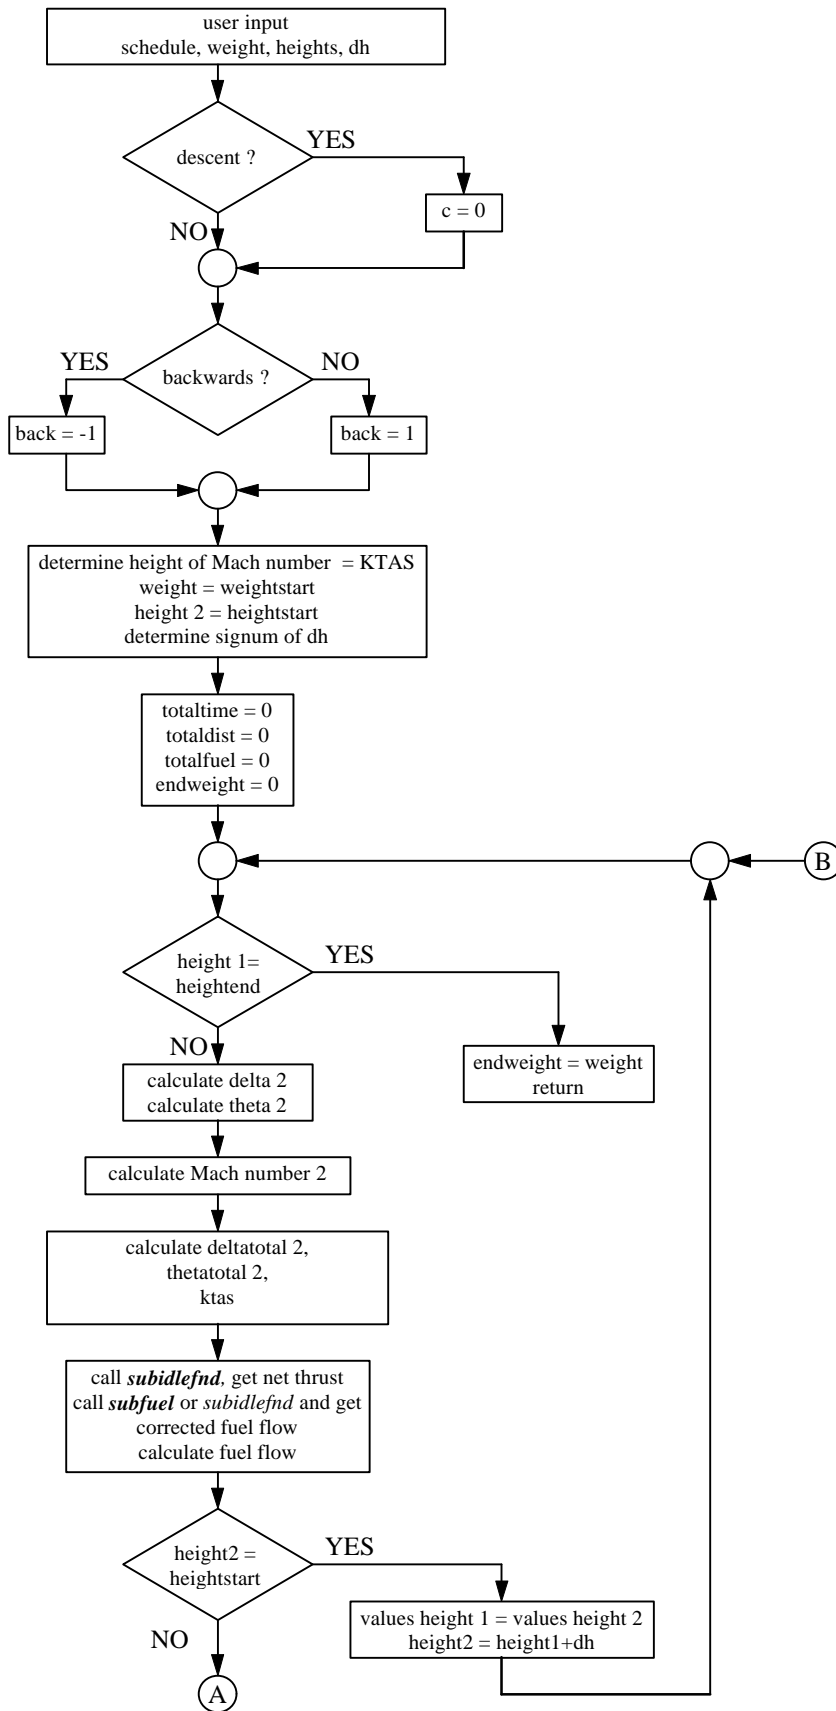 user input
schedule, weight, heights, dh
descent ?
YES
c = 0
NO
backwards ?
YES
NO
back = -1
back = 1
determine height of Mach number = KTAS
weight = weightstart
height 2 = heightstart
determine signum of dh
totaltime = 0
totaldist = 0
totalfuel = 0
endweight = 0
B
height 1=
heightend
YES
NO
endweight = weight
return
calculate delta 2
calculate theta 2
calculate Mach number 2
calculate deltatotal 2,
thetatotal 2,
ktas
call subidlefnd, get net thrust
call subfuel or subidlefnd and get
corrected fuel flow
calculate fuel flow
height2 =
heightstart
YES
values height 1 = values height 2
height2 = height1+dh
NO
A